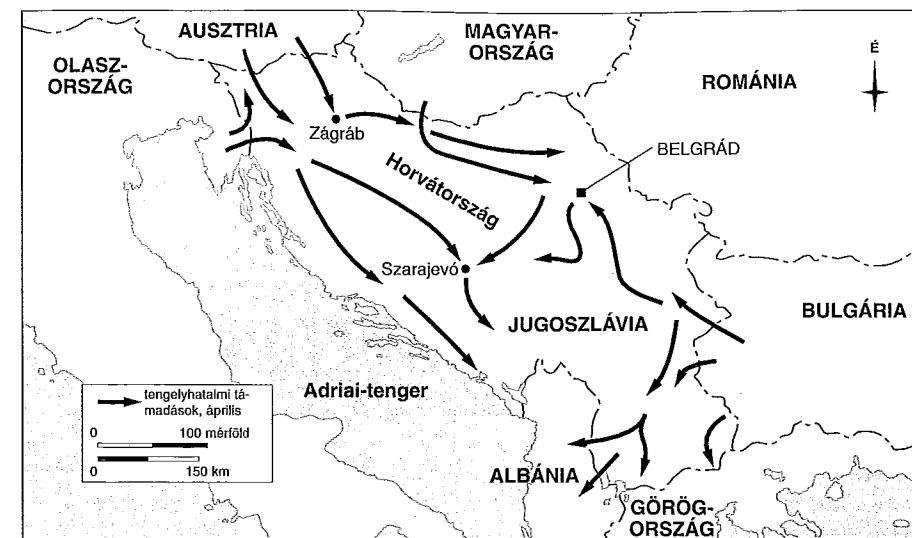 AUSZTRIA
MAGYAR-
ORSZÁG
OLASZ-
ORSZÁG
ROMÁNIA
É
Zágráb
BELGRÁD
Horvátország
Szarajevó
JUGOSZLÁVIA
BULGÁRIA
Adriai-tenger
tengelyhatalmi tá-
madások, április
0 100 mérföld
0 150 km
ALBÁNIA
GÖRÖG-
ORSZÁG